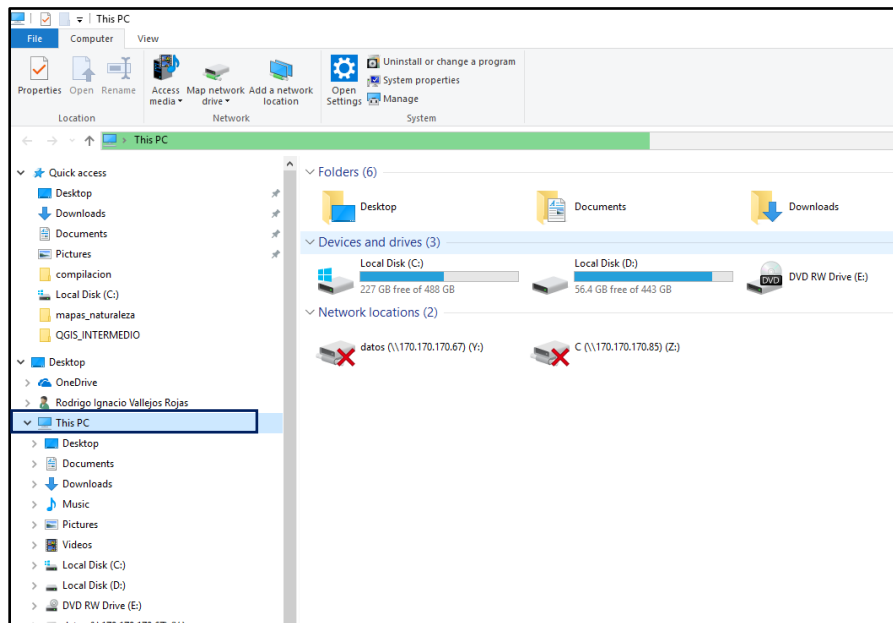 This PC
File Computer View
Properties Open Rename
Access media
Map network drive
Add a network location
Open Settings
Uninstall or change a program
System properties
Manage
Location Network System
This PC
Quick access
Desktop
Downloads
Documents
Pictures
compilacion
Local Disk (C:)
mapas_naturaleza
QGIS_INTERMEDIO
Desktop
OneDrive
Rodrigo Ignacio Vallejos Rojas
This PC
Desktop
Documents
Downloads
Music
Pictures
Videos
Local Disk (C:)
Local Disk (D:)
DVD RW Drive (E:)
Folders (6)
Desktop Documents Downloads
Devices and drives (3)
Local Disk (C:)
227 GB free of 488 GB
Local Disk (D:)
56.4 GB free of 443 GB
DVD RW Drive (E:)
DVD
Network locations (2)
datos (\\170.170.170.67) (Y:)
C (\\170.170.170.85) (Z:)